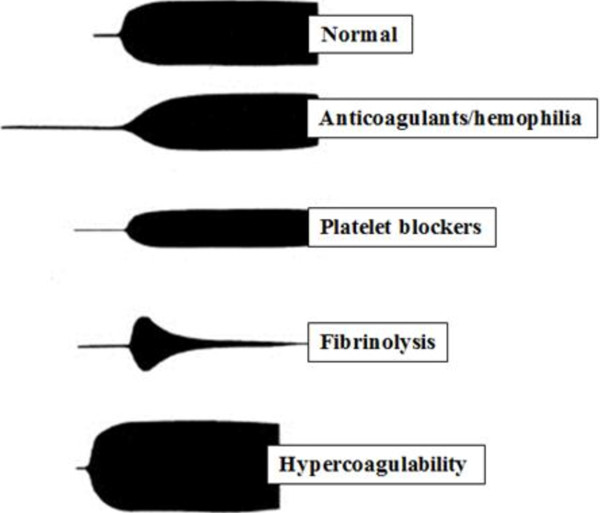 Normal
Anticoagulants/hemophilia
Platelet blockers
Fibrinolysis
Hypercoagulability